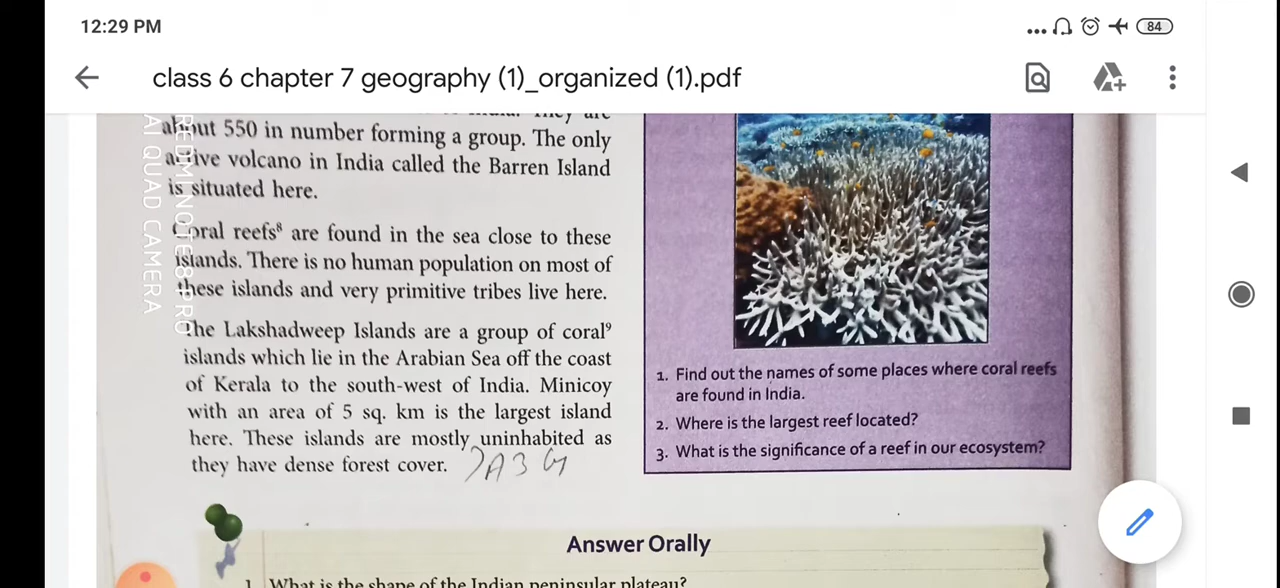 12:29 PM
84
class 6 chapter 7 geography (1)_organized (1).pdf
about 550 in number forming a group. The only
active volcano in India called the Barren Island
is situated here.
Coral reefs⁸ are found in the sea close to these
islands. There is no human population on most of
these islands and very primitive tribes live here.
The Lakshadweep Islands are a group of coral⁹
islands which lie in the Arabian Sea off the coast
of Kerala to the south-west of India. Minicoy
with an area of 5 sq. km is the largest island
here. These islands are mostly uninhabited as
they have dense forest cover.
REDMI NOTE 8 PRO
AI QUAD CAMERA
1. Find out the names of some places where coral reefs
are found in India.
2. Where is the largest reef located?
3. What is the significance of a reef in our ecosystem?
Answer Orally
1. What is the shape of the Indian peninsular plateau?